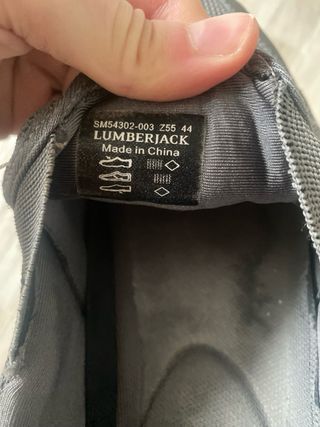 SM54302-003 Z55 44
LUMBERJACK
Made in China